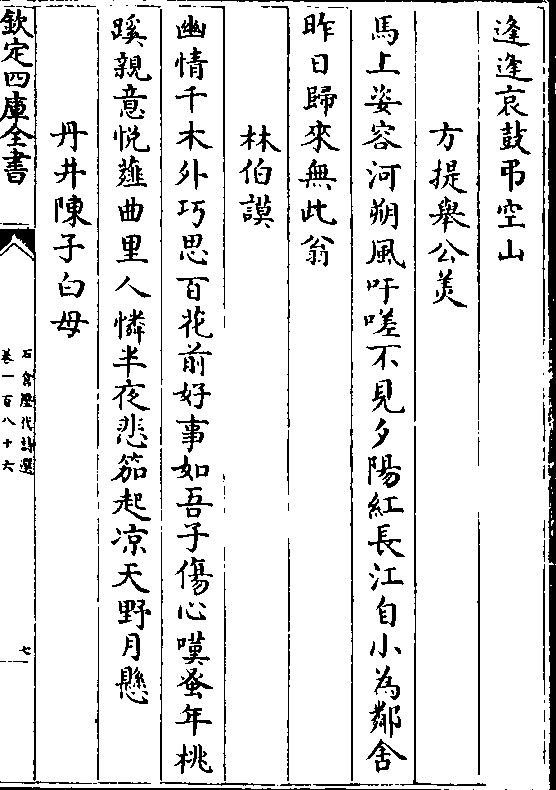 逢逢哀鼓弔空山
方提舉公美
馬上姿容河朔風吁嗟不見夕陽紅長江自小為鄰舍
昨日歸來無此翁
林伯謨
幽情千木外巧思百花前好事如吾子傷心嘆蚤年桃
蹊親意悅薤曲里人憐半夜悲笳起凉天野月懸
丹井陳子白母
欽定四庫全書
石倉歷代詩選
卷一百八十六
七